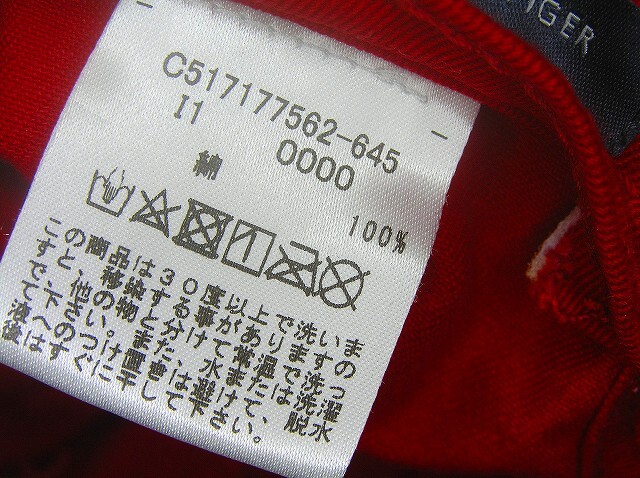 IGER
C517177562-645
I1 0000
綿 100%
この商品は30度以上で洗いま
すと、移染する事がありますの
で、他の物と分けて常温で洗っ
て下さい。また、水または洗濯
液へのつけ置きは避けて、脱水
後はすぐに干して下さい。